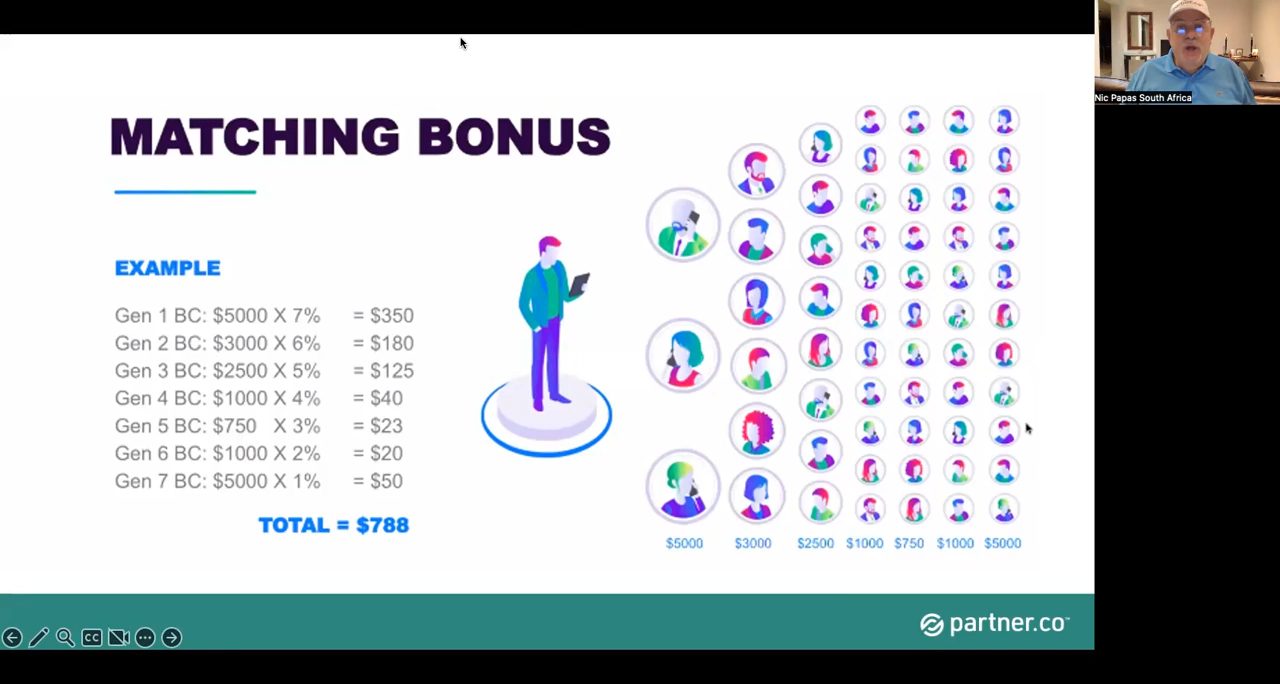 Nic Papas South Africa
MATCHING BONUS
EXAMPLE
Gen 1 BC: $5000 X 7% = $350
Gen 2 BC: $3000 X 6% = $180
Gen 3 BC: $2500 X 5% = $125
Gen 4 BC: $1000 X 4% = $40
Gen 5 BC: $750 X 3% = $23
Gen 6 BC: $1000 X 2% = $20
Gen 7 BC: $5000 X 1% = $50
TOTAL = $788
$5000 $3000 $2500 $1000 $750 $1000 $5000
partner.co™
CC